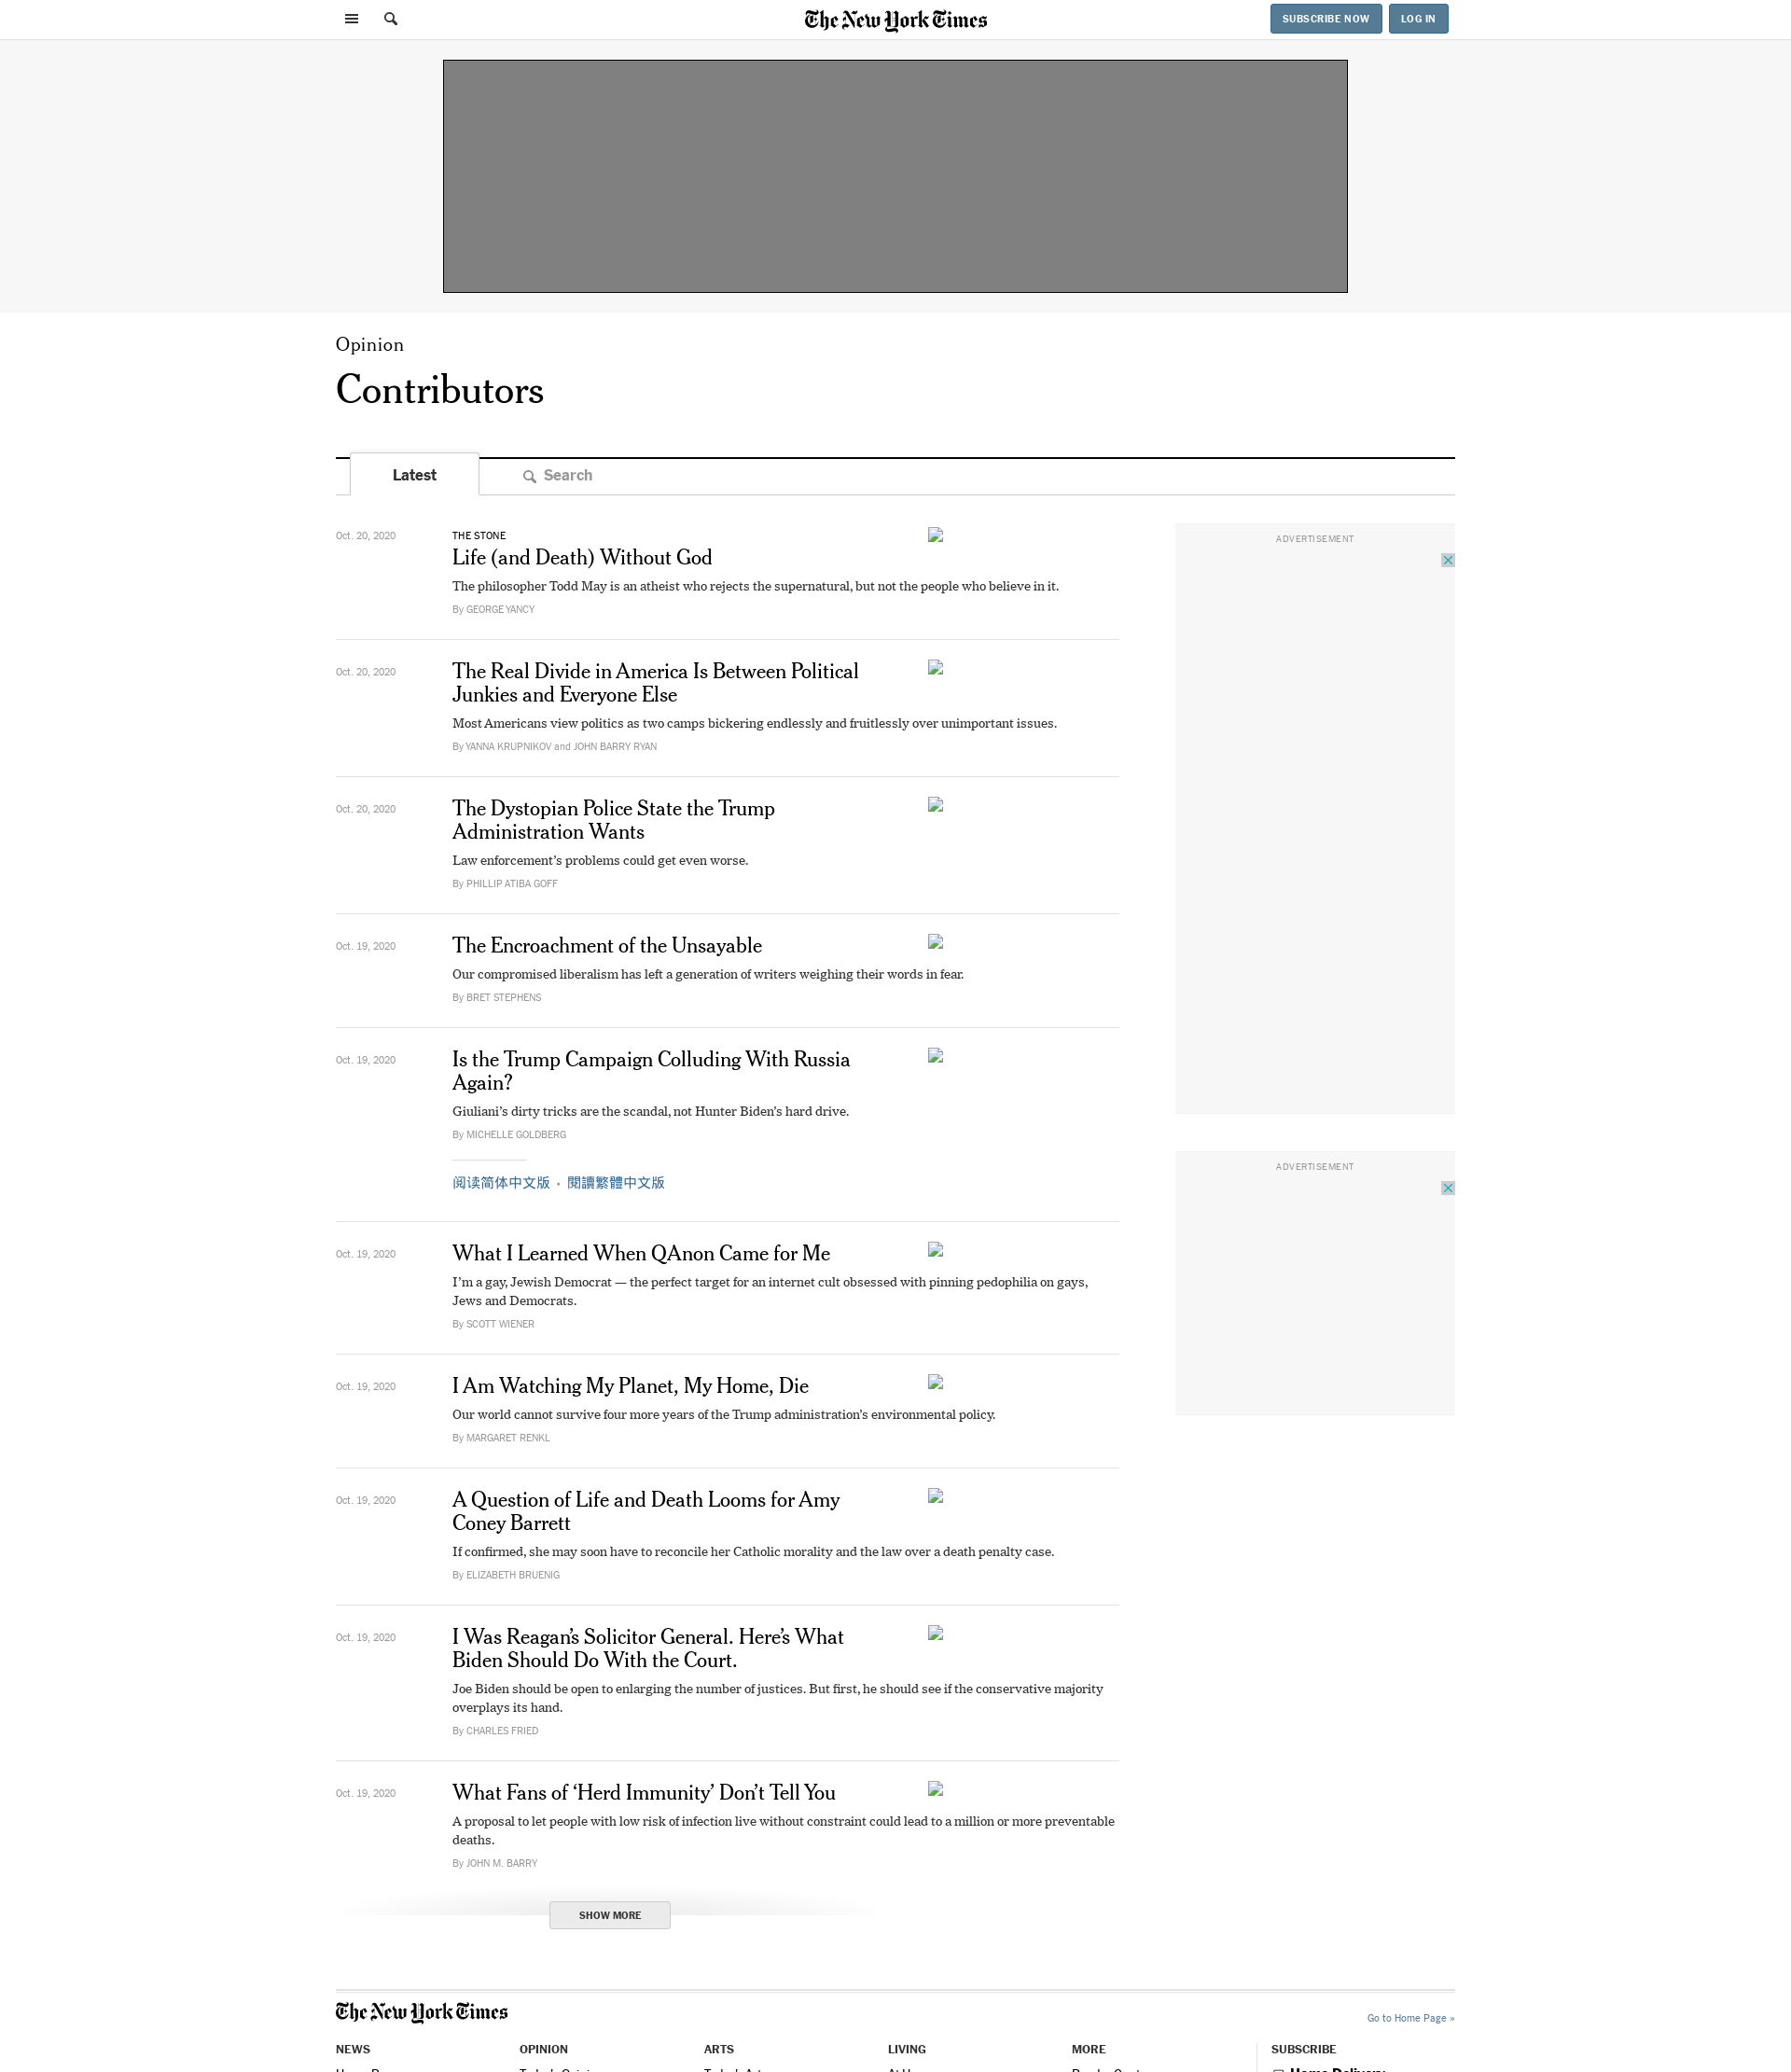 The New York Times
SUBSCRIBE NOW
LOG IN
Opinion
Contributors
Latest
Search
Oct. 20, 2020
THE STONE
Life (and Death) Without God
The philosopher Todd May is an atheist who rejects the supernatural, but not the people who believe in it.
By GEORGE YANCY
ADVERTISEMENT
Oct. 20, 2020
The Real Divide in America Is Between Political
Junkies and Everyone Else
Most Americans view politics as two camps bickering endlessly and fruitlessly over unimportant issues.
By YANNA KRUPNIKOV and JOHN BARRY RYAN
Oct. 20, 2020
The Dystopian Police State the Trump
Administration Wants
Law enforcement’s problems could get even worse.
By PHILLIP ATIBA GOFF
Oct. 19, 2020
The Encroachment of the Unsayable
Our compromised liberalism has left a generation of writers weighing their words in fear.
By BRET STEPHENS
Oct. 19, 2020
Is the Trump Campaign Colluding With Russia
Again?
Giuliani’s dirty tricks are the scandal, not Hunter Biden’s hard drive.
By MICHELLE GOLDBERG
阅读简体中文版 • 閱讀繁體中文版
ADVERTISEMENT
Oct. 19, 2020
What I Learned When QAnon Came for Me
I’m a gay, Jewish Democrat — the perfect target for an internet cult obsessed with pinning pedophilia on gays,
Jews and Democrats.
By SCOTT WIENER
Oct. 19, 2020
I Am Watching My Planet, My Home, Die
Our world cannot survive four more years of the Trump administration’s environmental policy.
By MARGARET RENKL
Oct. 19, 2020
A Question of Life and Death Looms for Amy
Coney Barrett
If confirmed, she may soon have to reconcile her Catholic morality and the law over a death penalty case.
By ELIZABETH BRUENIG
Oct. 19, 2020
I Was Reagan’s Solicitor General. Here’s What
Biden Should Do With the Court.
Joe Biden should be open to enlarging the number of justices. But first, he should see if the conservative majority
overplays its hand.
By CHARLES FRIED
Oct. 19, 2020
What Fans of ‘Herd Immunity’ Don’t Tell You
A proposal to let people with low risk of infection live without constraint could lead to a million or more preventable
deaths.
By JOHN M. BARRY
SHOW MORE
The New York Times
Go to Home Page »
NEWS
OPINION
ARTS
LIVING
MORE
SUBSCRIBE